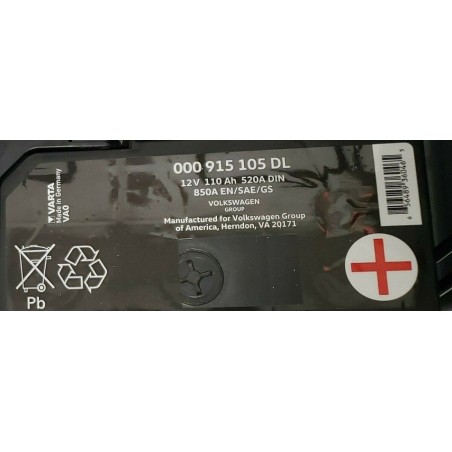 000 915 105 DL
12V 110 Ah 520A DIN
850A EN/SAE/GS
VOLKSWAGEN
GROUP
Manufactured for Volkswagen Group
of America, Herndon, VA 20171
VARTA
Made in Germany
VA0
Pb